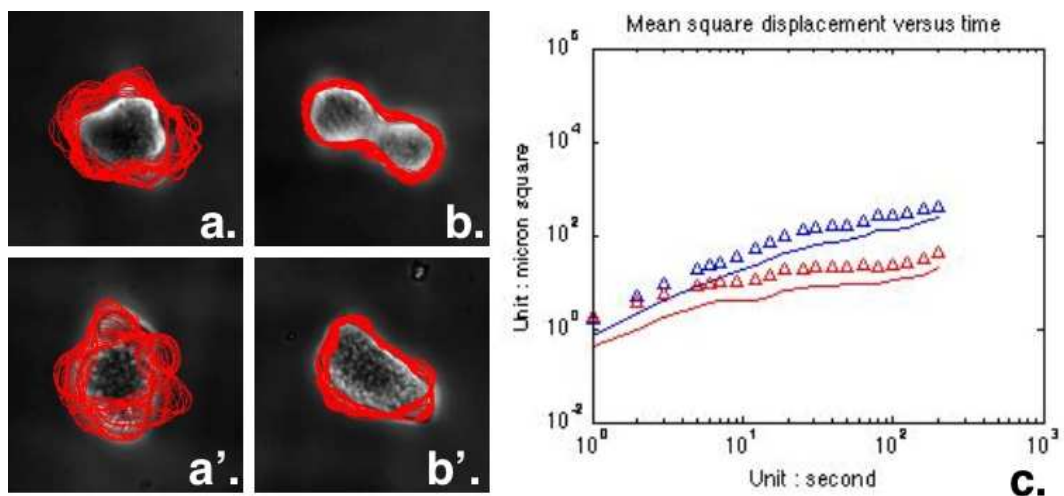 a.
b.
a'.
b'.
Mean square displacement versus time
Unit : micron square
10^6
10^4
10^2
10^0
10^-2
10^0
10^1
10^2
10^3
Unit : second
c.